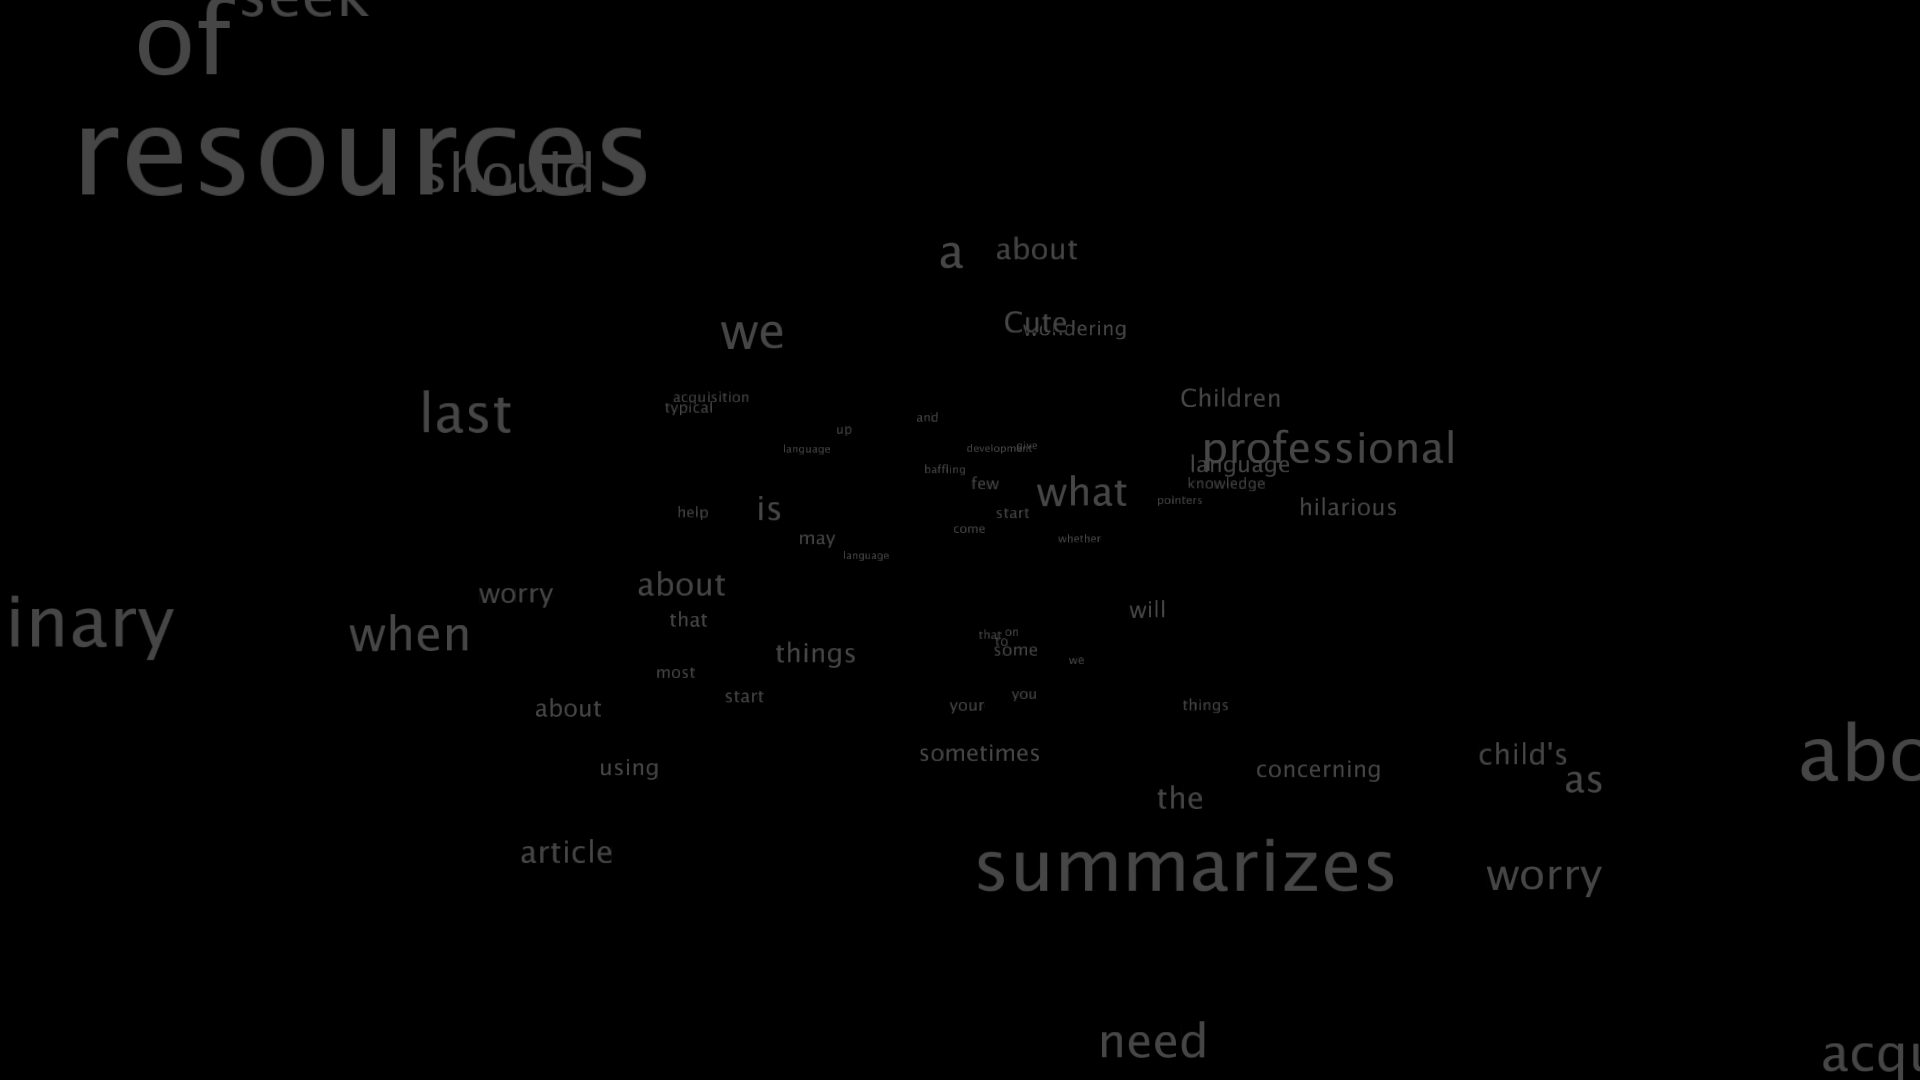 seek
of
resources
should
a about
we
Cute
wondering
last
acquisition
typical
Children
and
up
language
development give
professional
language
baffling
few
knowledge
what
pointers
is
hilarious
help
start
come
may
whether
language
about
worry
will
inary
that
when
that on
to
things
some
we
most
you
start
your
things
about
sometimes
child's
abo
using
concerning
as
the
article
summarizes
worry
need
acqu